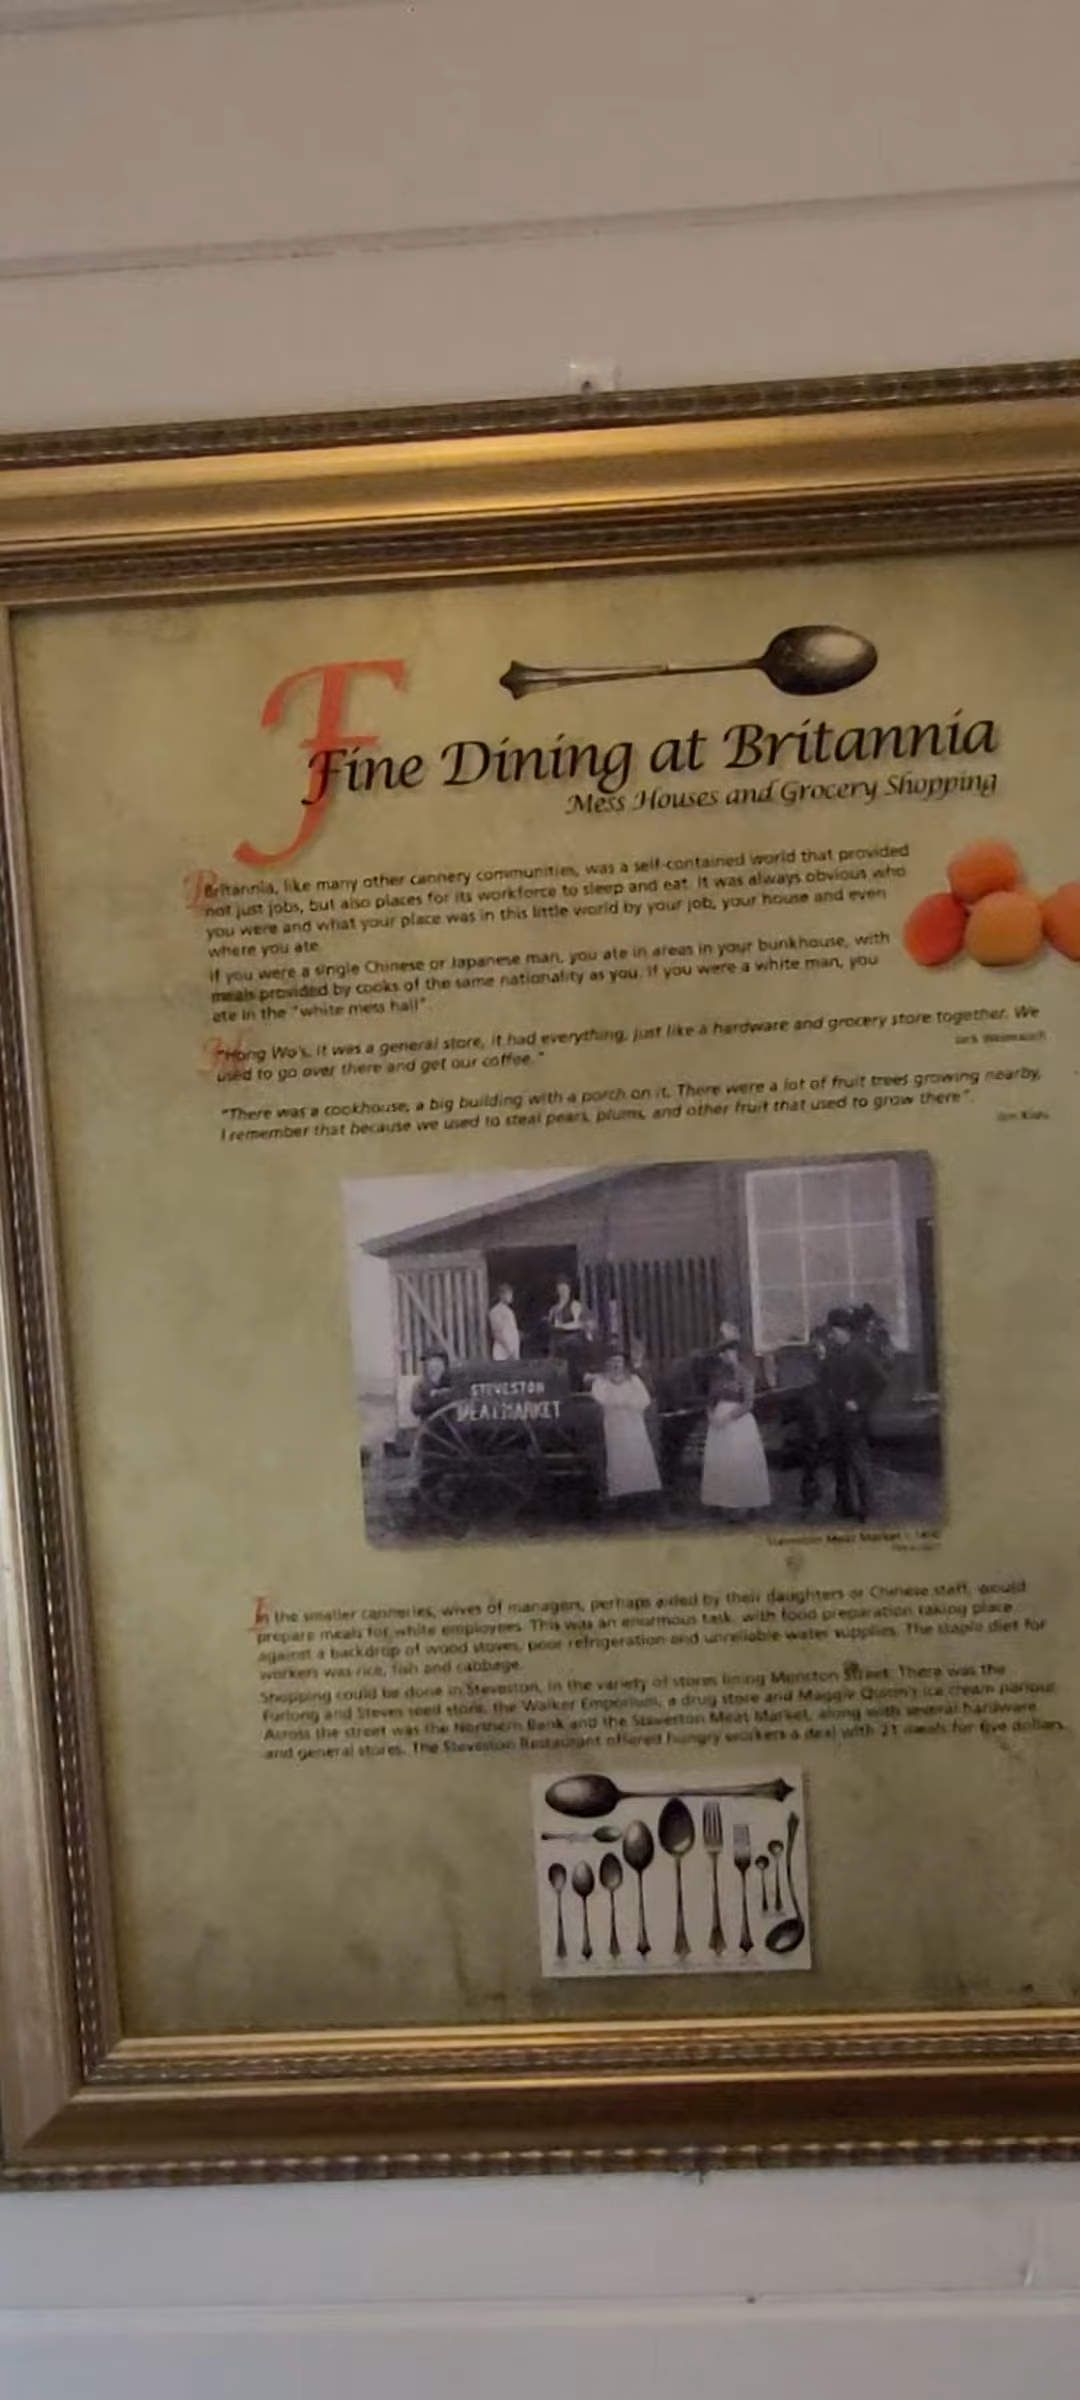 Fine Dining at Britannia
Mess Houses and Grocery Shopping
Britannia, like many other cannery communities, was a self-contained world that provided
not just jobs, but also places for its workforce to sleep and eat. It was always obvious who
you were and what your place was in this little world by your job, your house and even
where you ate.
If you were a single Chinese or Japanese man, you ate in areas in your bunkhouse, with
meals provided by cooks of the same nationality as you. If you were a white man, you
ate in the "white mess hall".
"Hong Wo's, it was a general store, it had everything, just like a hardware and grocery store together. We
used to go over there and get our coffee."
"There was a cookhouse, a big building with a porch on it. There were a lot of fruit trees growing nearby,
I remember that because we used to steal pears, plums, and other fruit that used to grow there".
STEVESTON
MEAT MARKET
Steveston Meat Market
In the smaller canneries, wives of managers, perhaps aided by their daughters or Chinese staff, would
prepare meals for white employees. This was an enormous task, with food preparation taking place
against a backdrop of wood stoves, poor refrigeration and unreliable water supplies. The staple diet for
workers was rice, fish and cabbage.
Shopping could be done in Steveston, in the variety of stores lining Moncton Street. There was the
Furlong and Steves seed store, the Walker Emporium, a drug store and Maggie ice cream parlour.
Across the street was the Northern Bank and the Steveston Meat Market, along with several hardware
and general stores. The Steveston Restaurant offered hungry workers a deal with 21 meals for five dollars.